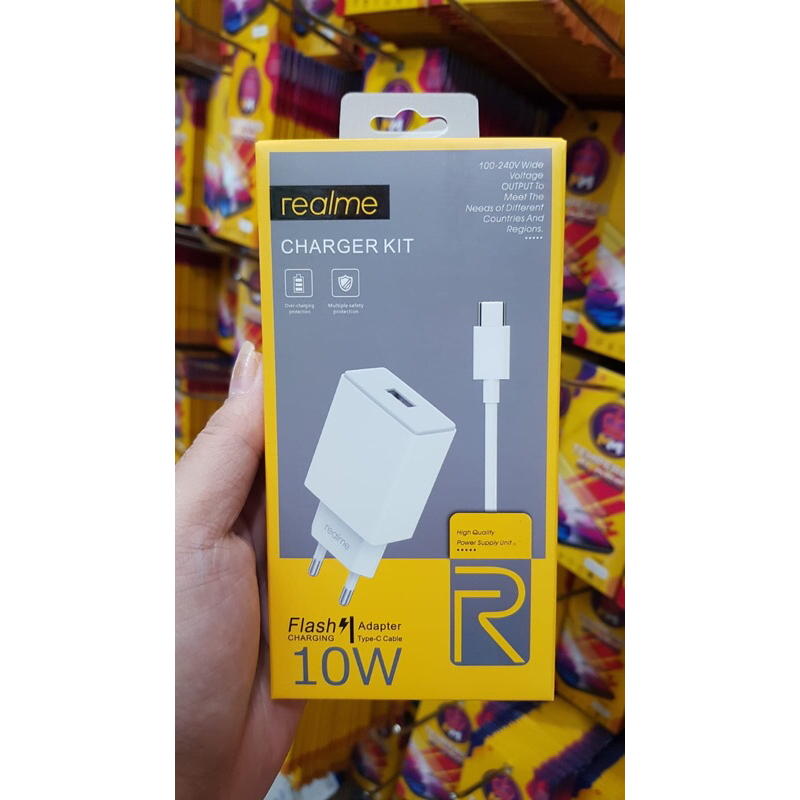 realme
CHARGER KIT
Over-charging
protection
Multiple safety
protection
100-240V Wide
Voltage
OUTPUT To
Meet The
Needs of Different
Countries And
Regions.
realme
High Quality
Power Supply Unit
R
Flash
CHARGING
Adapter
Type-C Cable
10W